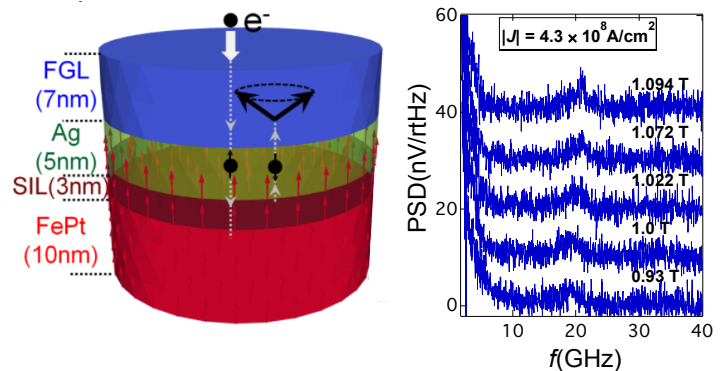 e-
FGL
(7nm)
Ag
(5nm)
SIL(3nm)
FePt
(10nm)
|J| = 4.3 × 10⁸A/cm²
PSD(nV/rtHz)
60
40
20
0
1.094 T
1.072 T
1.022 T
1.0 T
0.93 T
10
20
30
40
f(GHz)